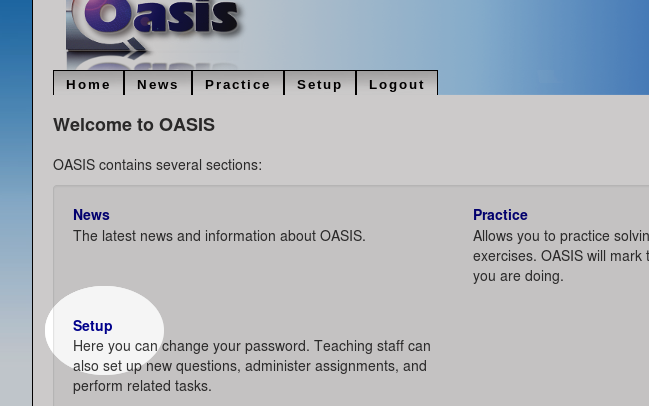 Oasis
Home News Practice Setup Logout
Welcome to OASIS
OASIS contains several sections:
News
The latest news and information about OASIS.
Practice
Allows you to practice solvin
exercises. OASIS will mark t
you are doing.
Setup
Here you can change your password. Teaching staff can
also set up new questions, administer assignments, and
perform related tasks.